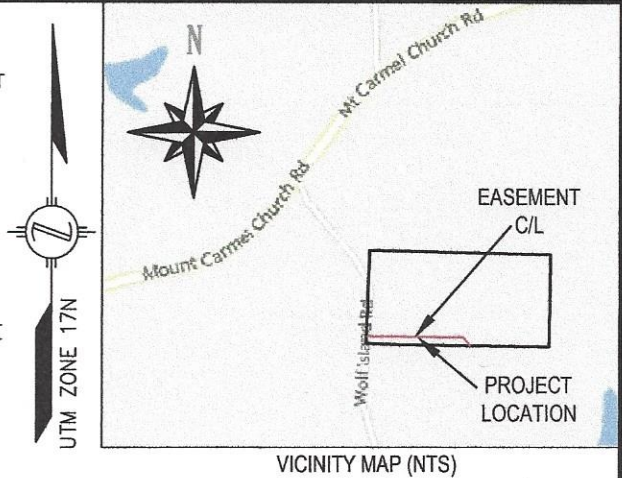 T
T
UTM ZONE 17N
N
Mt Carmel Church Rd
Mount Carmel Church Rd
Wolf Island Rd
EASEMENT
C/L
PROJECT
LOCATION
VICINITY MAP (NTS)